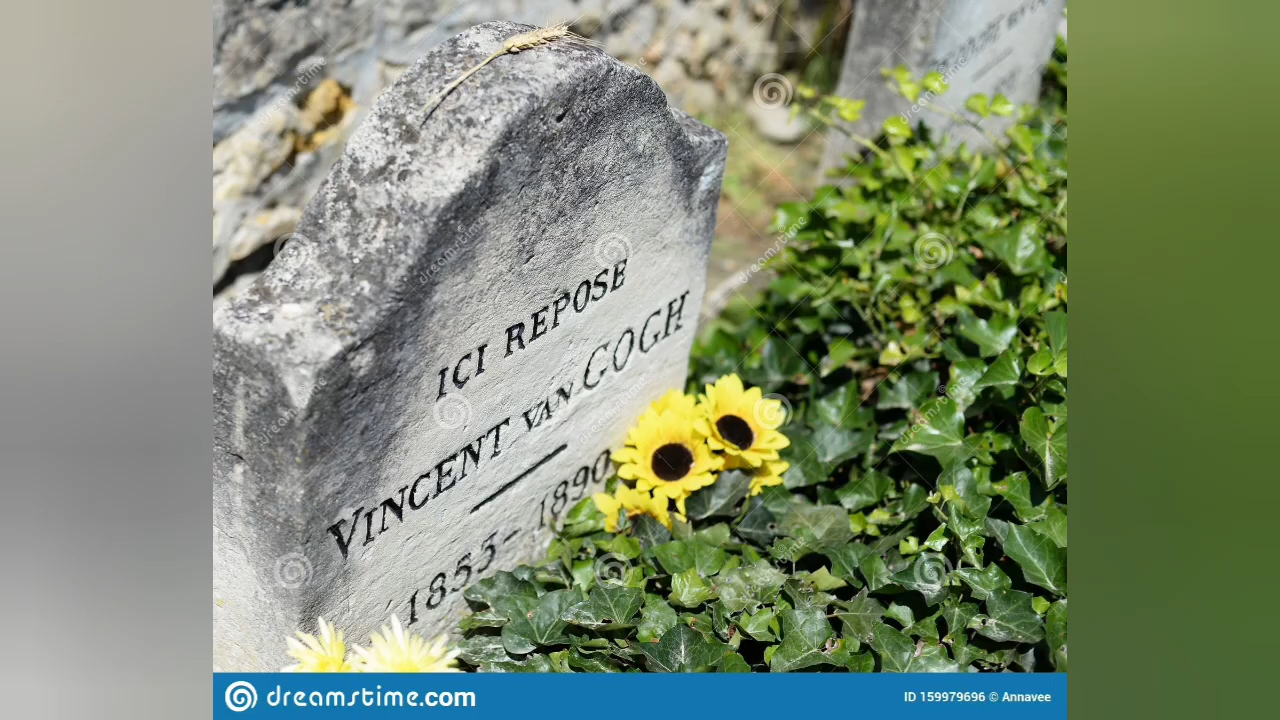 ICI REPOSE
VINCENT VAN GOGH
1853-1890
dreamstime.com
ID 159979696 © Annavee